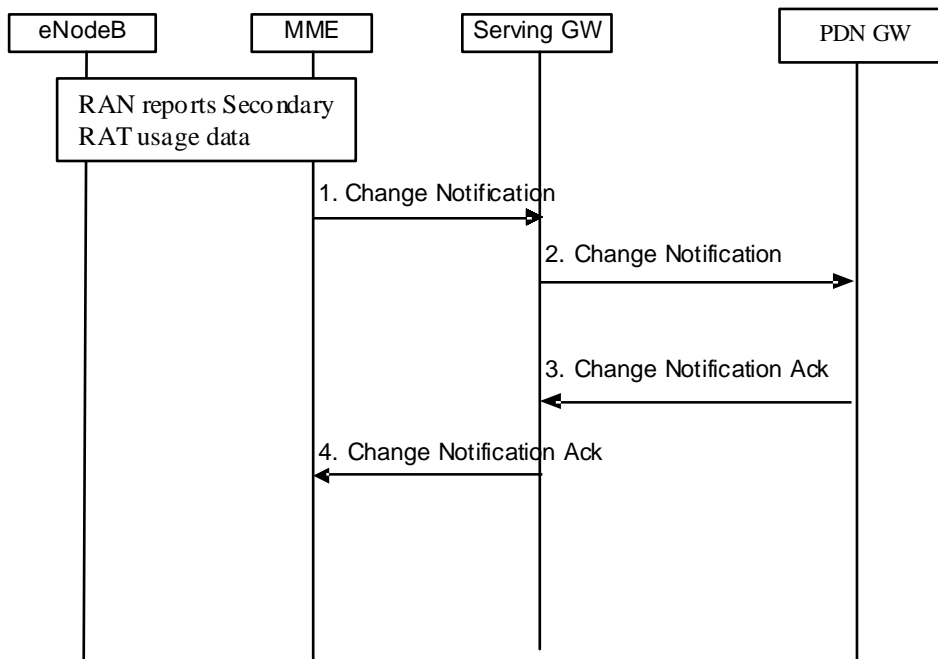 eNodeB
MME
Serving GW
PDN GW
RAN reports Secondary
RAT usage data
1. Change Notification
2. Change Notification
3. Change Notification Ack
4. Change Notification Ack